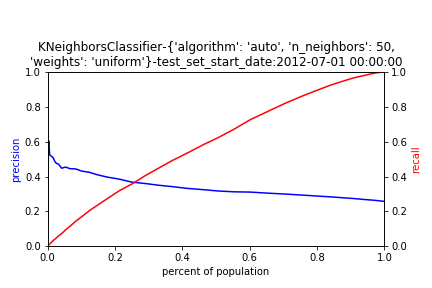 KNeighborsClassifier-{'algorithm': 'auto', 'n_neighbors': 50,
'weights': 'uniform'}-test_set_start_date:2012-07-01 00:00:00
1.0
0.8
0.6
0.4
0.2
0.0
precision
1.0
0.8
0.6
0.4
0.2
0.0
recall
0.0 0.2 0.4 0.6 0.8 1.0
percent of population